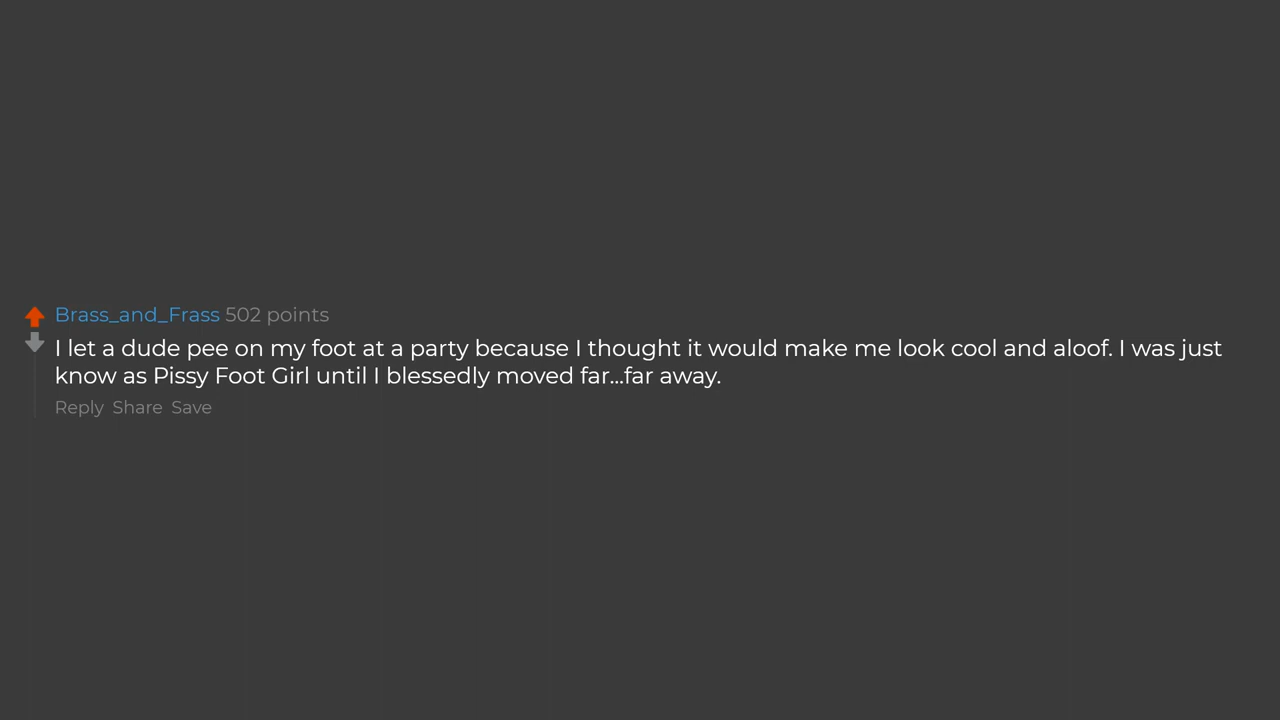 Brass_and_Frass 502 points
I let a dude pee on my foot at a party because I thought it would make me look cool and aloof. I was just
know as Pissy Foot Girl until I blessedly moved far...far away.
Reply Share Save